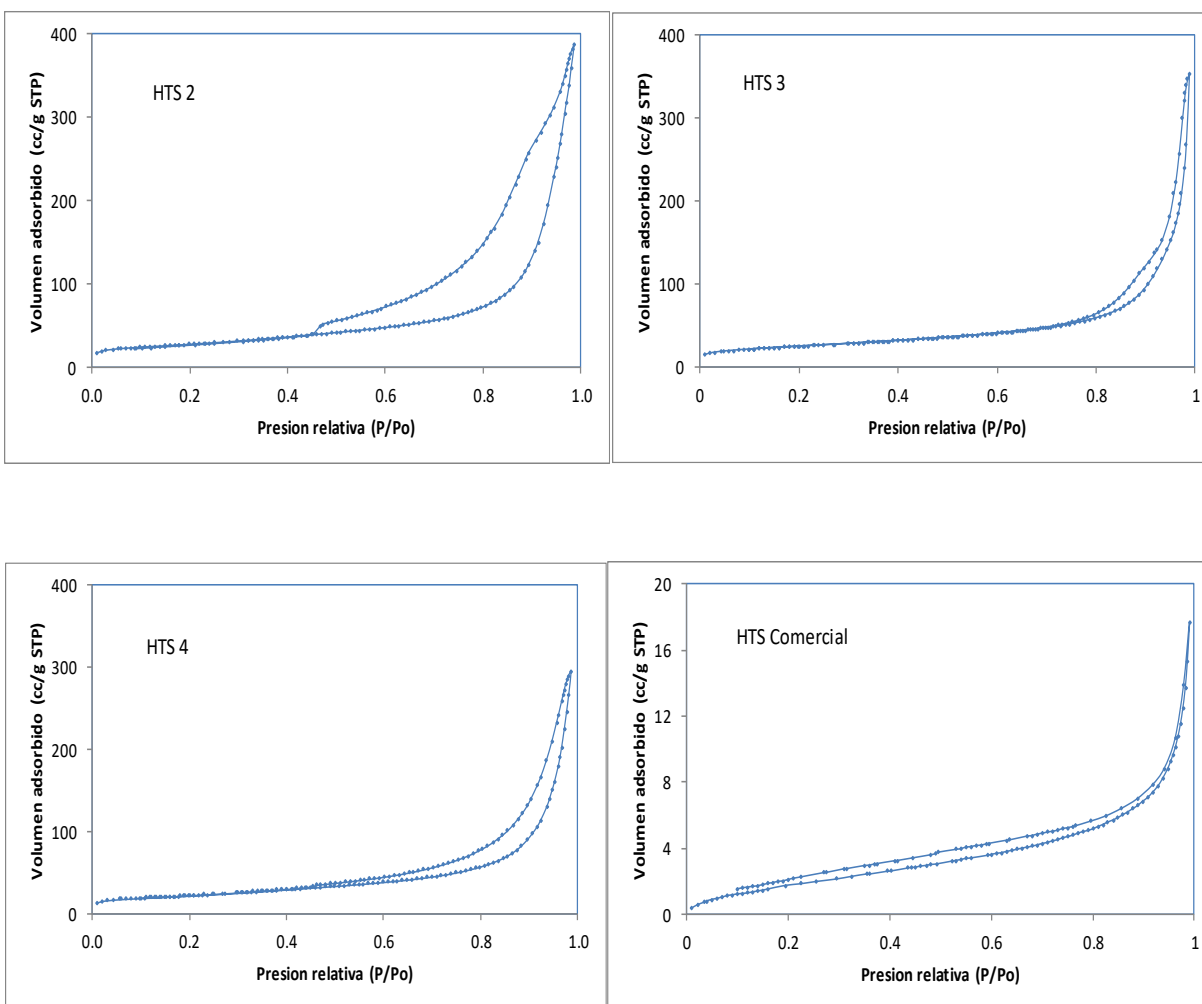 400
300
200
100
0
Volumen adsorbido (cc/g STP)
HTS 2
0.0 0.2 0.4 0.6 0.8 1.0
Presion relativa (P/Po)
400
300
200
100
0
Volumen adsorbido (cc/g STP)
HTS 3
0 0.2 0.4 0.6 0.8 1
Presion relativa (P/Po)
400
300
200
100
0
Volumen adsorbido (cc/g STP)
HTS 4
0.0 0.2 0.4 0.6 0.8 1.0
Presion relativa (P/Po)
20
16
12
8
4
0
Volumen adsorbido (cc/g STP)
HTS Comercial
0 0.2 0.4 0.6 0.8 1
Presion relativa (P/Po)